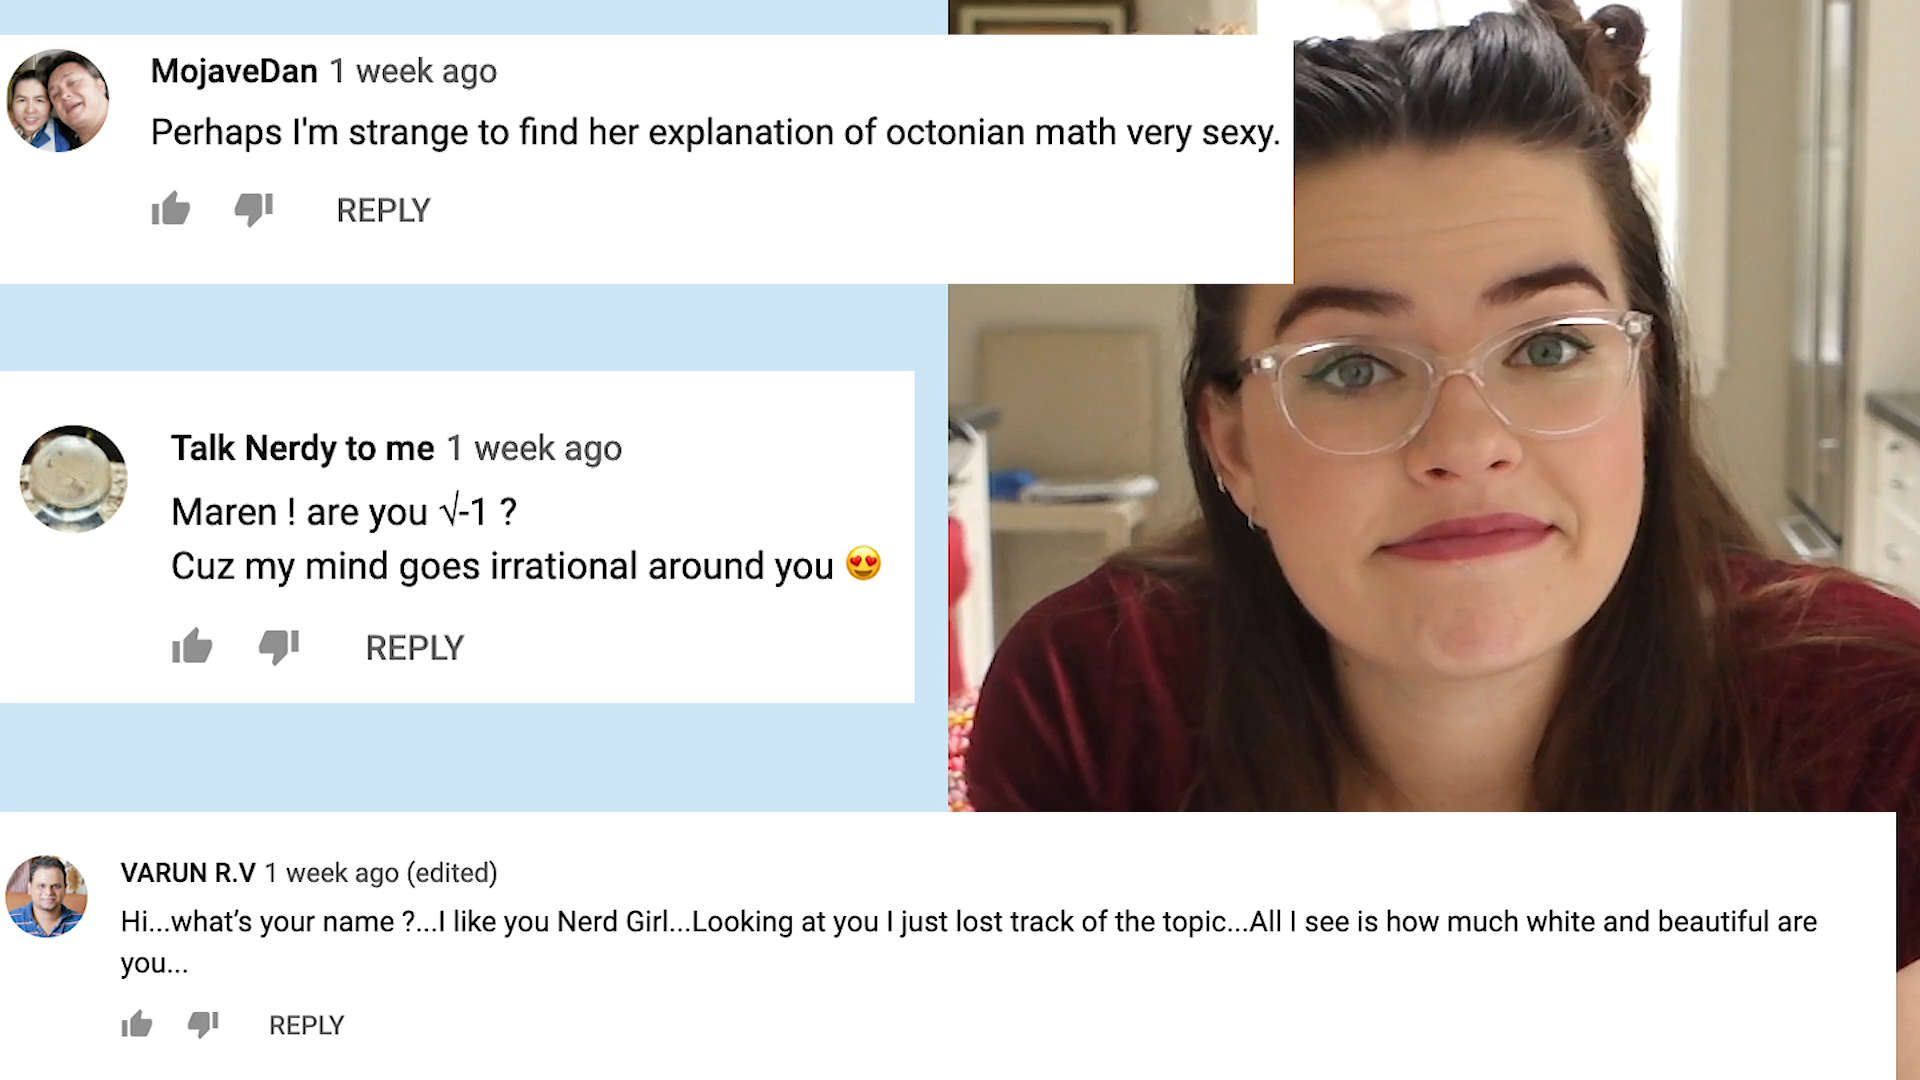 MojaveDan 1 week ago
Perhaps I'm strange to find her explanation of octonian math very sexy.
REPLY
Talk Nerdy to me 1 week ago
Maren ! are you √-1 ?
Cuz my mind goes irrational around you 😍
REPLY
VARUN R.V 1 week ago (edited)
Hi...what's your name ?...I like you Nerd Girl...Looking at you I just lost track of the topic...All I see is how much white and beautiful are
you...
REPLY